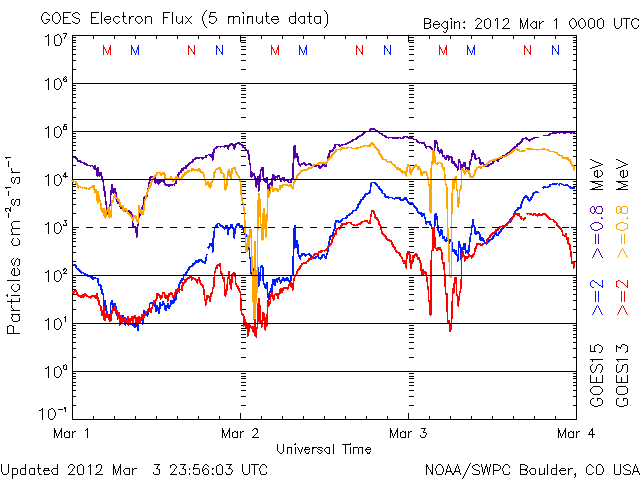 GOES Electron Flux (5 minute data)
Begin: 2012 Mar 1 0000 UTC
10⁷
10⁶
10⁵
10⁴
10³
10²
10¹
10⁰
10⁻¹
M M N N M M N N M M N N
Particles cm⁻²s⁻¹sr⁻¹
Mar 1 Mar 2 Mar 3 Mar 4
Universal Time
GOES15 >=2 >=0.8 MeV
GOES13 >=2 >=0.8 MeV
Updated 2012 Mar 3 23:56:03 UTC
NOAA/SWPC Boulder, CO USA